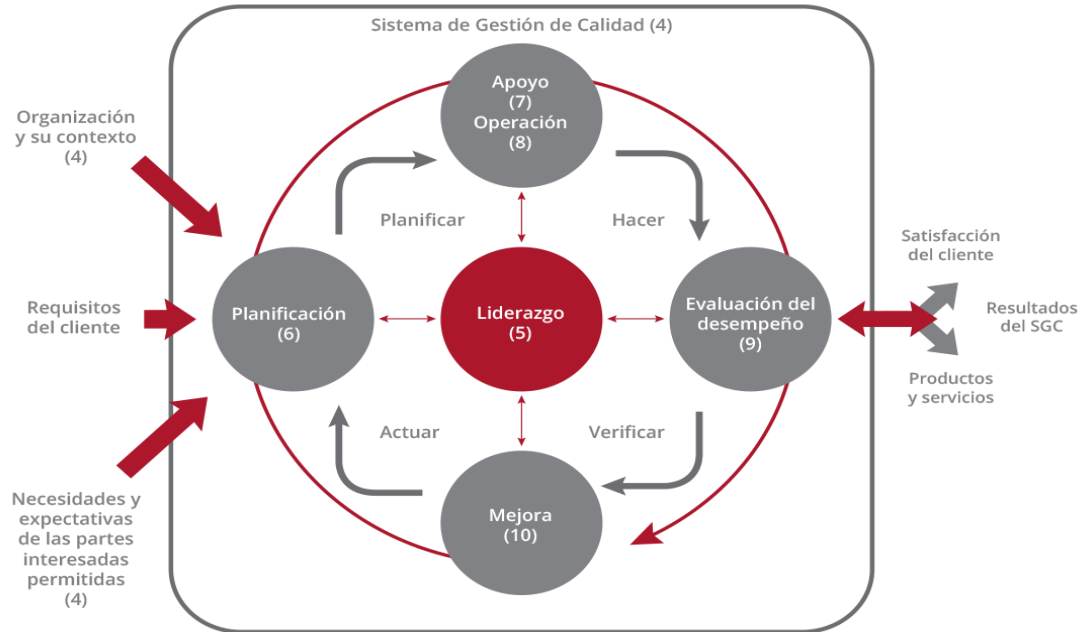 Sistema de Gestión de Calidad (4)
Organización
y su contexto
(4)
Requisitos
del cliente
Necesidades y
expectativas
de las partes
interesadas
permitidas
(4)
Apoyo
(7)
Operación
(8)
Planificar
Hacer
Planificación
(6)
Liderazgo
(5)
Evaluación del
desempeño
(9)
Actuar
Verificar
Mejora
(10)
Satisfacción
del cliente
Resultados
del SGC
Productos
y servicios